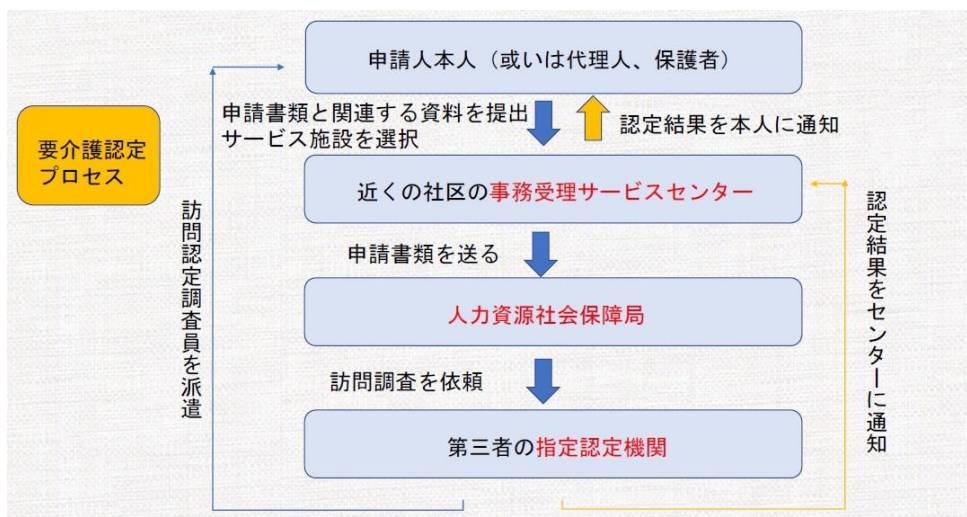 申請人本人（或いは代理人、保護者）
申請書類と関連する資料を提出
サービス施設を選択
認定結果を本人に通知
要介護認定
プロセス
近くの社区の事務受理サービスセンター
申請書類を送る
人力資源社会保障局
訪問調査を依頼
第三者の指定認定機関
訪問認定調査員を派遣
認定結果をセンターに通知